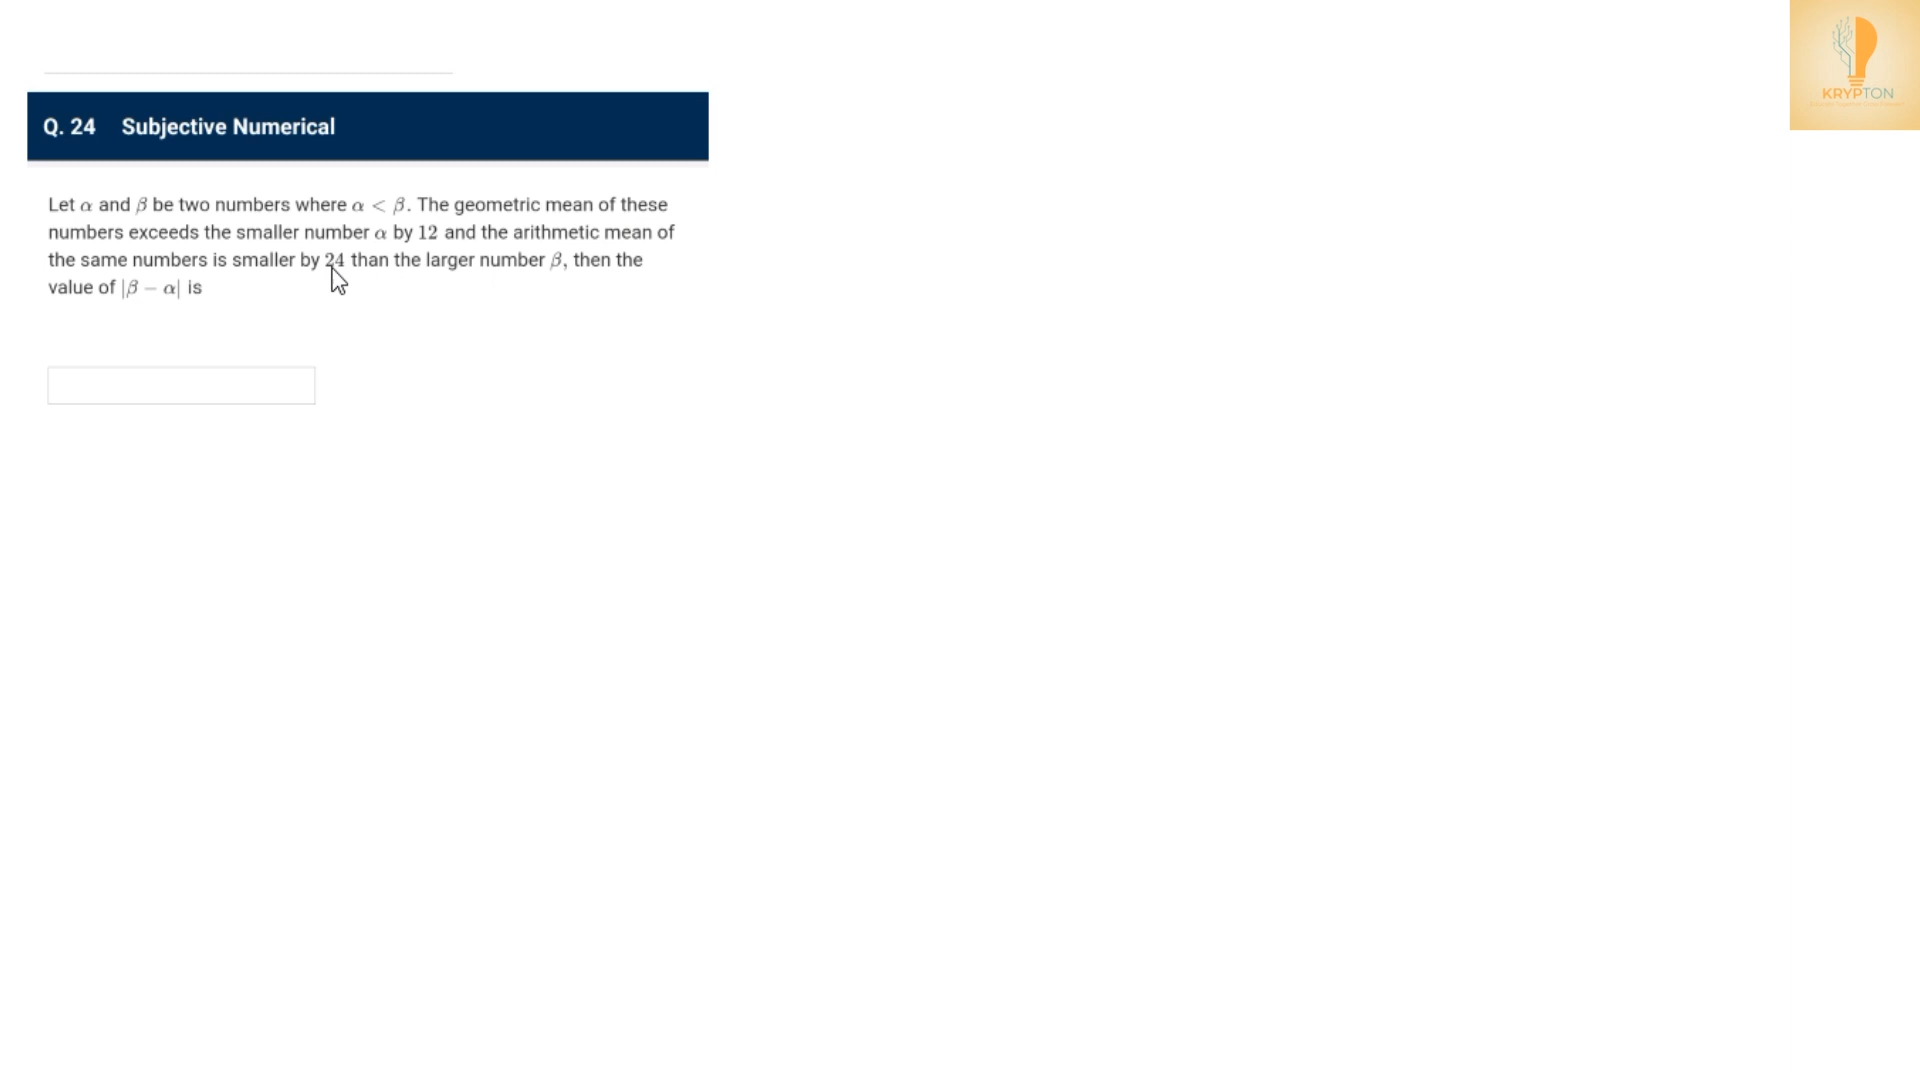 KRYPTON
Q. 24 Subjective Numerical
Let α and β be two numbers where α < β. The geometric mean of these
numbers exceeds the smaller number α by 12 and the arithmetic mean of
the same numbers is smaller by 24 than the larger number β, then the
value of |β − α| is